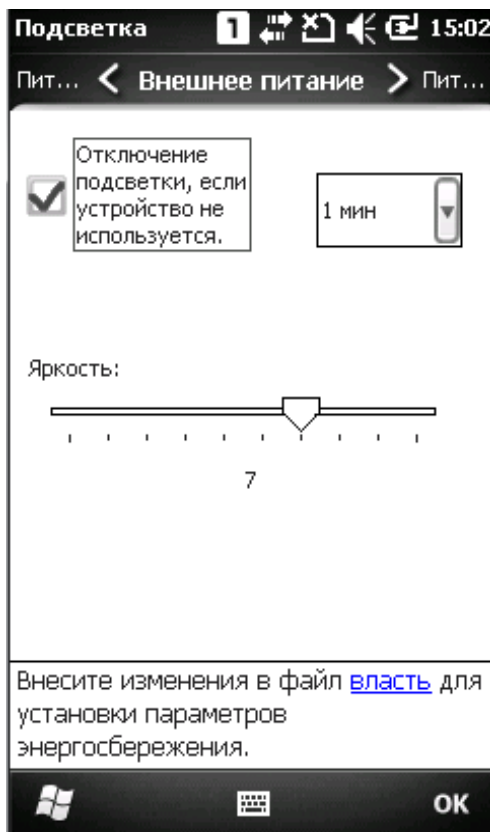 Подсветка 1 15:02
Пит... Внешнее питание Пит...
Отключение
подсветки, если
устройство не
используется.
1 мин
Яркость:
7
Внесите изменения в файл власть для
установки параметров
энергосбережения.
ОК